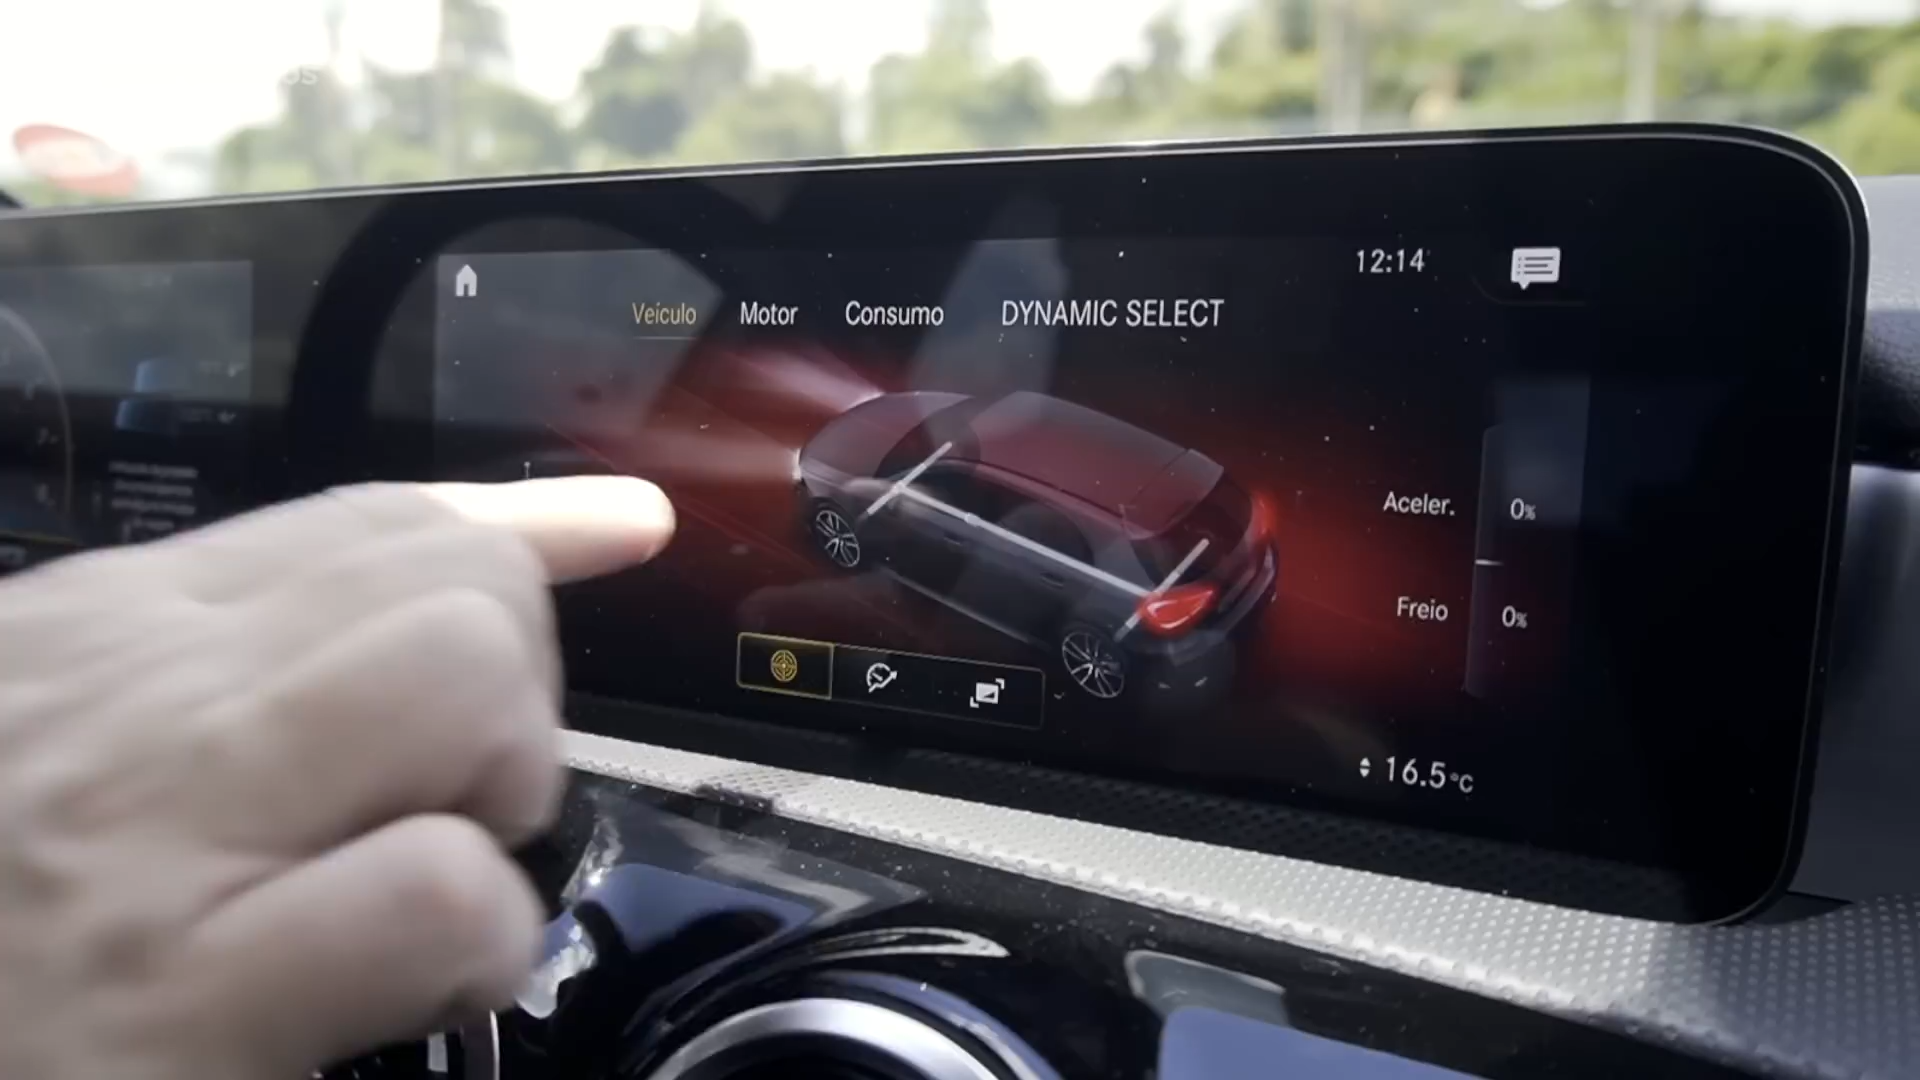 12:14
Veículo Motor Consumo DYNAMIC SELECT
Aceler. 0%
Freio 0%
16.5°C